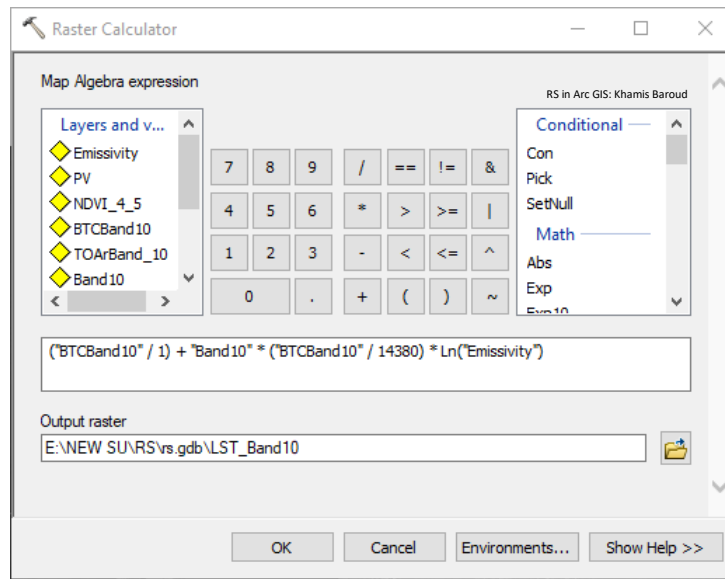 Raster Calculator
Map Algebra expression
RS in Arc GIS: Khamis Baroud
Layers and v...
Emissivity
PV
NDVI_4_5
BTCBand10
TOArBand_10
Band10
7 8 9 / == != &
4 5 6 * > >= |
1 2 3 - < <= ^
0 . + ( ) ~
Conditional
Con
Pick
SetNull
Math
Abs
Exp
Exp10
("BTCBand10" / 1) + "Band10" * ("BTCBand10" / 14380) * Ln("Emissivity")
Output raster
E:\NEW SU\RS\rs.gdb\LST_Band10
OK Cancel Environments... Show Help >>